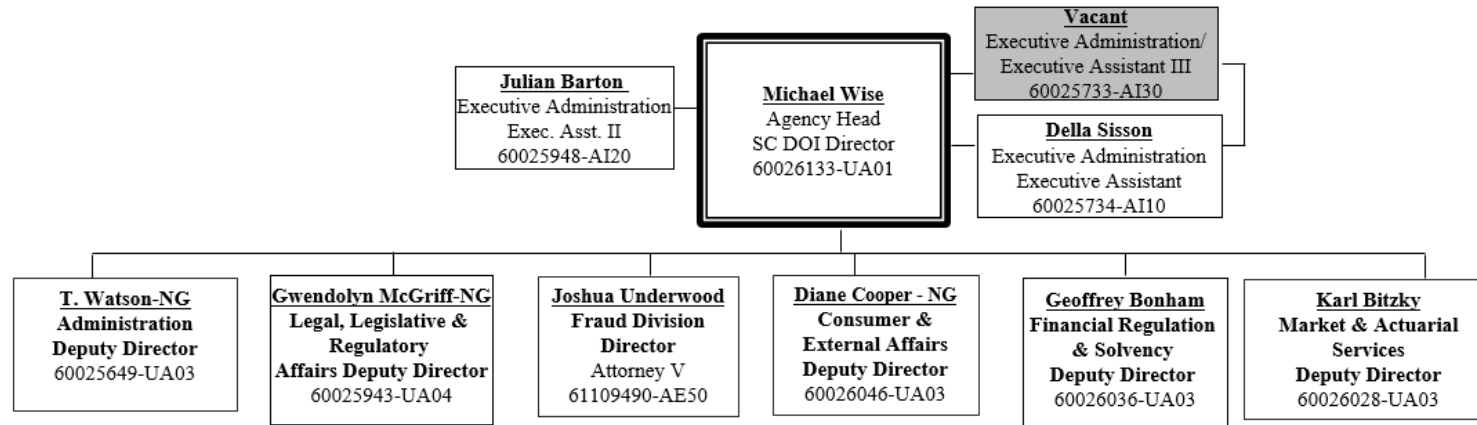 Vacant
Executive Administration/
Executive Assistant III
60025733-AI30
Julian Barton
Executive Administration
Exec. Asst. II
60025948-AI20
Michael Wise
Agency Head
SC DOI Director
60026133-UA01
Della Sisson
Executive Administration
Executive Assistant
60025734-AI10
T. Watson-NG
Administration
Deputy Director
60025649-UA03
Gwendolyn McGriff-NG
Legal, Legislative &
Regulatory
Affairs Deputy Director
60025943-UA04
Joshua Underwood
Fraud Division
Director
Attorney V
61109490-AE50
Diane Cooper - NG
Consumer &
External Affairs
Deputy Director
60026046-UA03
Geoffrey Bonham
Financial Regulation
& Solvency
Deputy Director
60026036-UA03
Karl Bitzky
Market & Actuarial
Services
Deputy Director
60026028-UA03